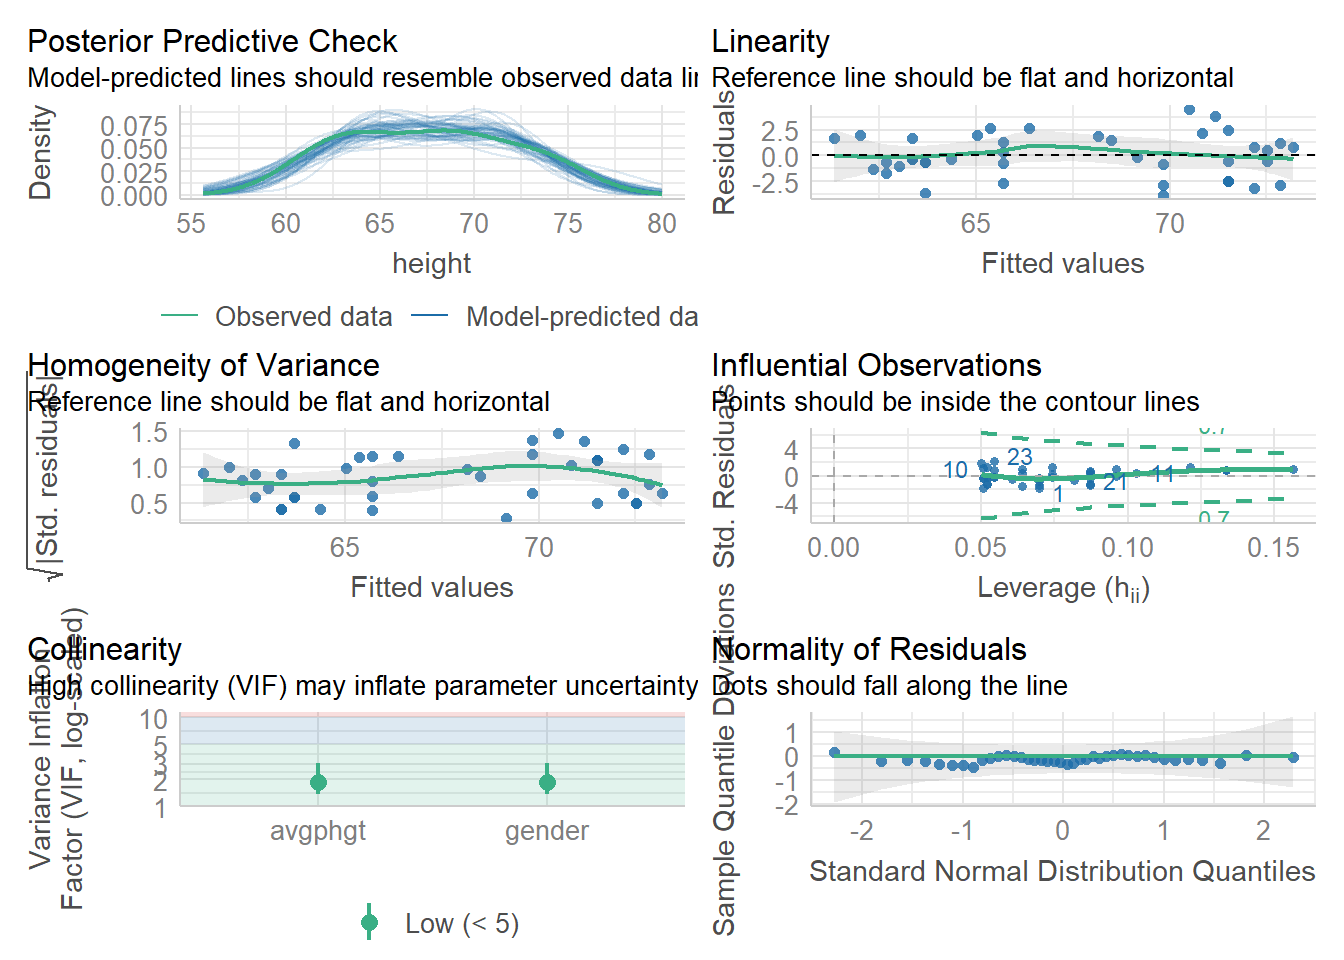 Posterior Predictive Check
Model-predicted lines should resemble observed data lin
Density
0.075
0.050
0.025
0.000
55 60 65 70 75 80
height
Observed data Model-predicted da
Linearity
Reference line should be flat and horizontal
Residuals
2.5
0.0
-2.5
65 70
Fitted values
Homogeneity of Variance
Reference line should be flat and horizontal
√|Std. residuals|
1.5
1.0
0.5
65 70
Fitted values
Influential Observations
Points should be inside the contour lines
Std. Residuals
4
0
-4
0.7
10 23 1 21 11
0.7
0.00 0.05 0.10 0.15
Leverage (hii)
Collinearity
High collinearity (VIF) may inflate parameter uncertainty
Variance Inflation
Factor (VIF, log-scaled)
10
5
3
2
1
avgphgt gender
Low (< 5)
Normality of Residuals
Dots should fall along the line
Sample Quantile Deviations
1
0
-1
-2
-2 -1 0 1 2
Standard Normal Distribution Quantiles